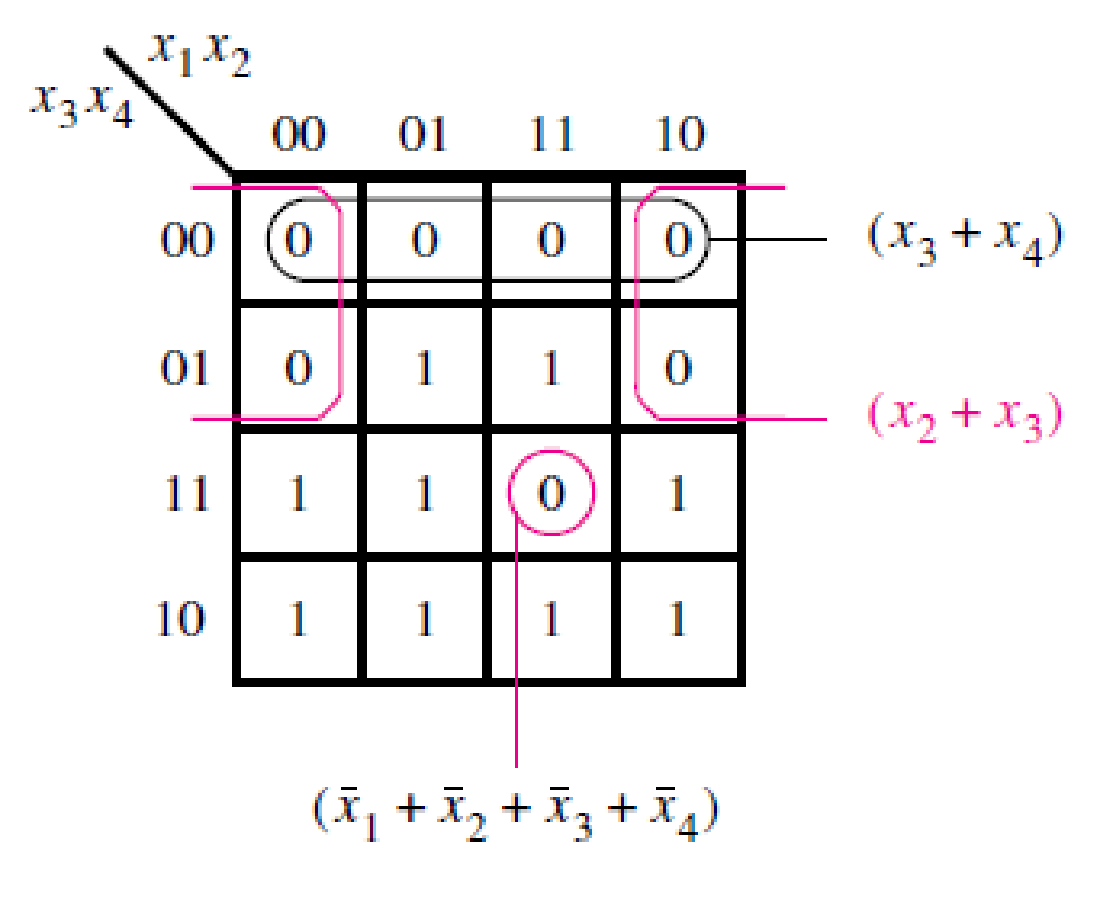 x₁x₂
x₃x₄
00 01 11 10
00 0 0 0 0 (x₃ + x₄)
01 0 1 1 0
(x₂ + x₃)
11 1 1 0 1
10 1 1 1 1
(x̄₁ + x̄₂ + x̄₃ + x̄₄)